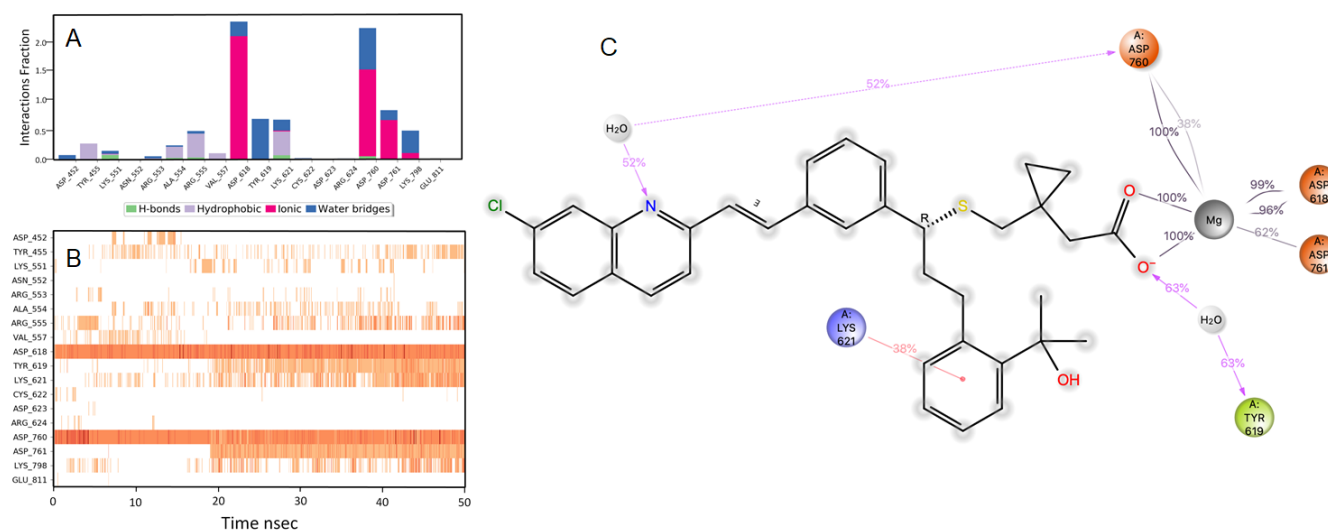 A
Interactions Fraction
2.0
1.5
1.0
0.5
0.0
ASP_452
TYR_455
LYS_551
ASN_552
ARG_553
ALA_554
ARG_555
VAL_557
ASP_618
TYR_619
LYS_621
CYS_622
ASP_623
ARG_624
ASP_760
ASP_761
LYS_798
GLU_811
H-bonds Hydrophobic Ionic Water bridges
B
ASP_452
TYR_455
LYS_551
ASN_552
ARG_553
ALA_554
ARG_555
VAL_557
ASP_618
TYR_619
LYS_621
CYS_622
ASP_623
ARG_624
ASP_760
ASP_761
LYS_798
GLU_811
0 10 20 30 40 50
Time nsec
C
A:
ASP
760
52%
H₂O
52%
38%
100%
99%
96%
A:
ASP
618
Mg
62%
A:
ASP
761
100%
100%
O
O⁻
63%
H₂O
63%
A:
TYR
619
Cl
N
E
R
S
A:
LYS
621
38%
OH